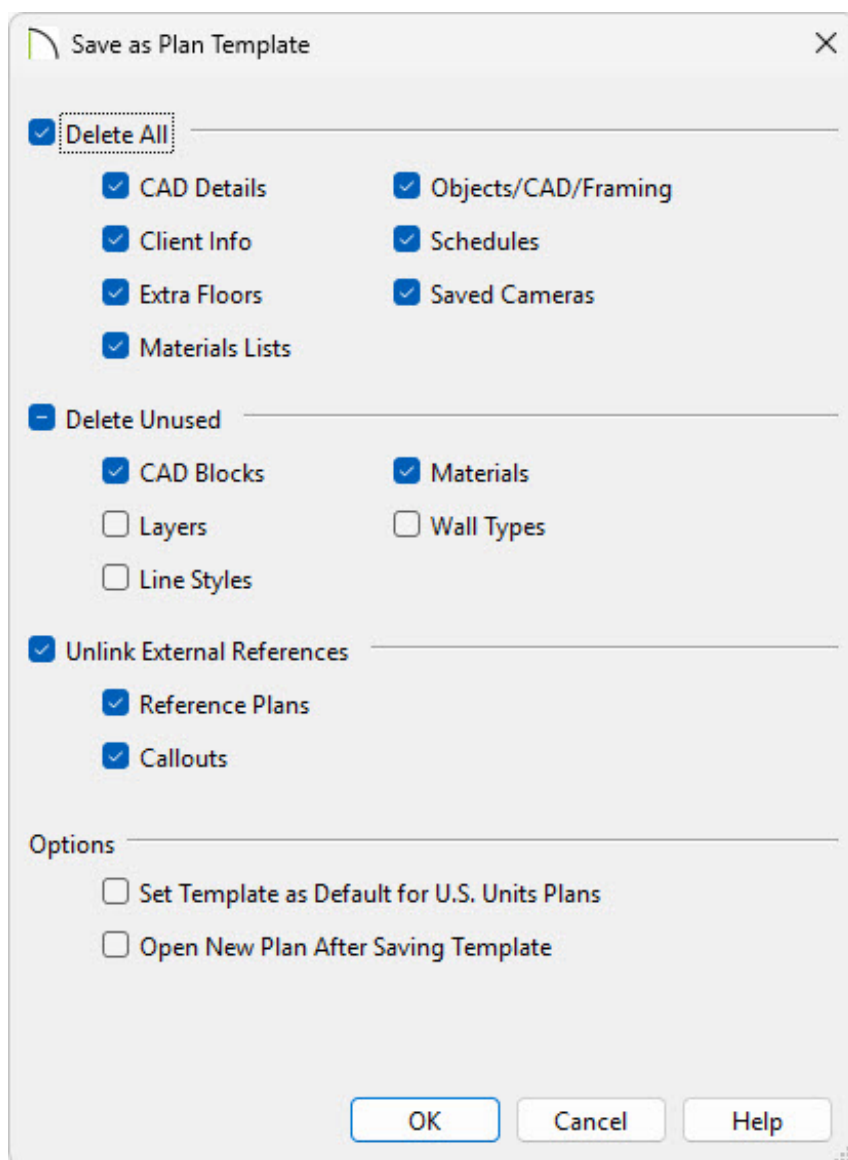 Save as Plan Template
Delete All
CAD Details
Objects/CAD/Framing
Client Info
Schedules
Extra Floors
Saved Cameras
Materials Lists
Delete Unused
CAD Blocks
Materials
Layers
Wall Types
Line Styles
Unlink External References
Reference Plans
Callouts
Options
Set Template as Default for U.S. Units Plans
Open New Plan After Saving Template
OK
Cancel
Help